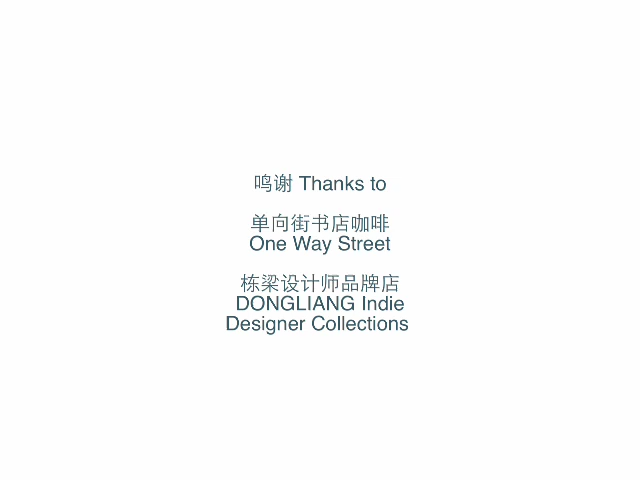 鸣谢 Thanks to
单向街书店咖啡
One Way Street
栋梁设计师品牌店
DONGLIANG Indie
Designer Collections